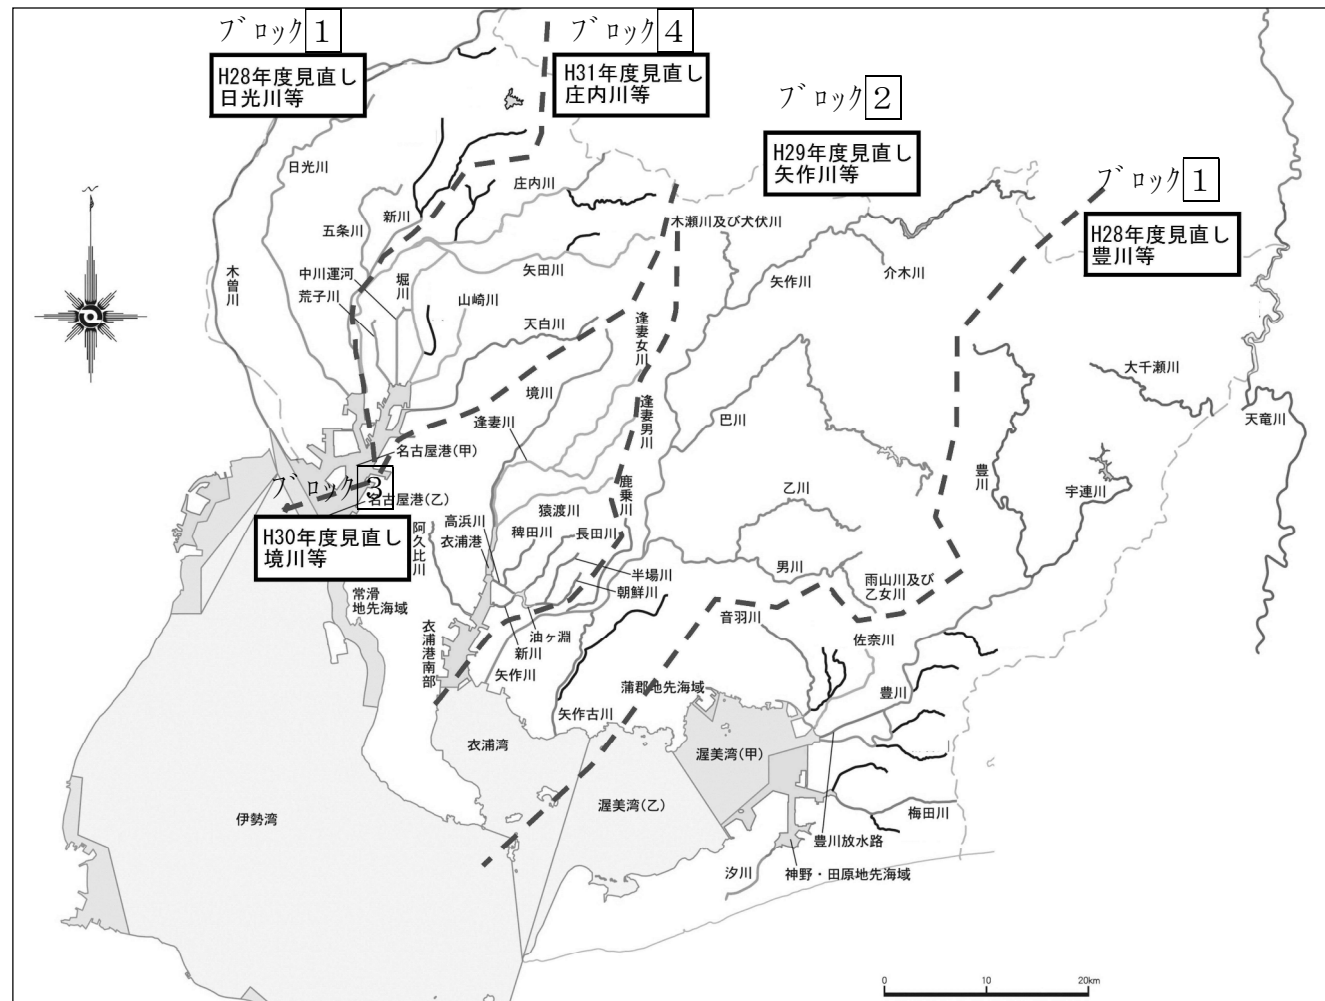 ブロック 1
H28年度見直し
日光川等
ブロック 4
H31年度見直し
庄内川等
ブロック 2
H29年度見直し
矢作川等
ブロック 1
H28年度見直し
豊川等
日光川
庄内川
新川
五条川
木瀬川及び犬伏川
木曽川
中川運河
荒子川
堀川
矢田川
山崎川
天白川
矢作川
介木川
逢妻女川
境川
逢妻男川
逢妻川
巴川
大千瀬川
天竜川
名古屋港(甲)
ブロック 3
名古屋港(乙)
H30年度見直し
境川等
鹿乗川
猿渡川
高浜川
衣浦港
稗田川
長田川
阿久比川
半場川
朝鮮川
乙川
男川
豊川
宇連川
雨山川及び
乙女川
常滑
地先海域
音羽川
佐奈川
油ヶ淵
新川
衣浦港南部
矢作川
蒲郡地先海域
豊川
矢作古川
衣浦湾
渥美湾(甲)
渥美湾(乙)
伊勢湾
梅田川
豊川放水路
汐川
神野・田原地先海域
0
10
20km